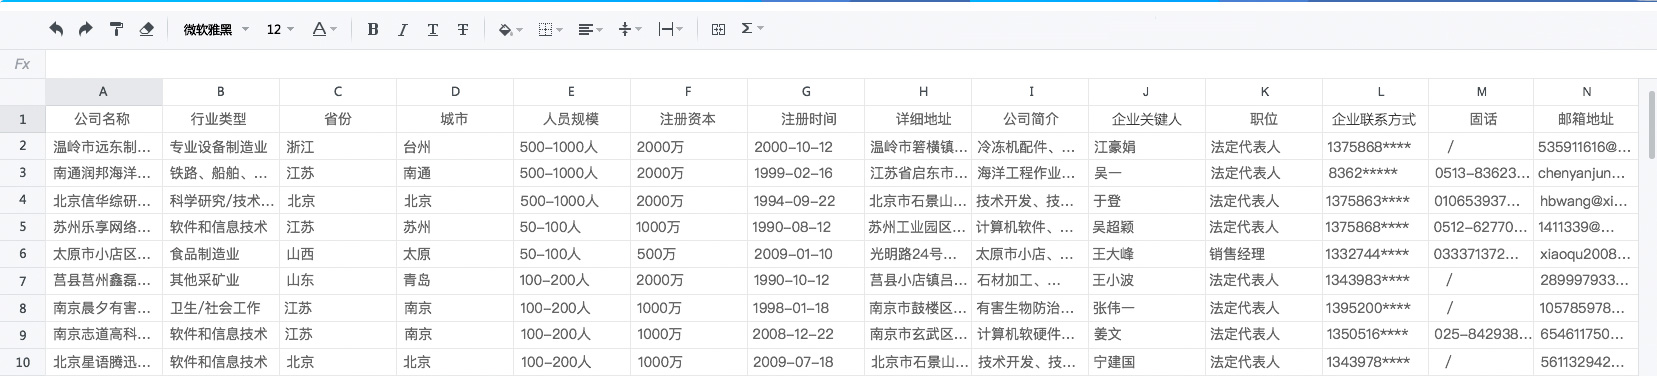 微软雅黑 12 A B I T T Σ
Fx
A B C D E F G H I J K L M N
1 公司名称 行业类型 省份 城市 人员规模 注册资本 注册时间 详细地址 公司简介 企业关键人 职位 企业联系方式 固话 邮箱地址
2 温岭市远东制... 专业设备制造业 浙江 台州 500-1000人 2000万 2000-10-12 温岭市箬横镇... 冷冻机配件、... 江豪娟 法定代表人 1375868**** / 535911616@...
3 南通润邦海洋... 铁路、船舶、... 江苏 南通 500-1000人 2000万 1999-02-16 江苏省启东市... 海洋工程作业... 吴一 法定代表人 8362***** 0513-83623... chenyanjun...
4 北京信华综研... 科学研究/技术... 北京 北京 500-1000人 2000万 1994-09-22 北京市石景山... 技术开发、技... 于登 法定代表人 1375863**** 010653937... hbwang@xi...
5 苏州乐享网络... 软件和信息技术 江苏 苏州 50-100人 1000万 1990-08-12 苏州工业园区... 计算机软件、... 吴超颖 法定代表人 1375868**** 0512-62770... 1411339@...
6 太原市小店区... 食品制造业 山西 太原 50-100人 500万 2009-01-10 光明路24号... 太原市小店、... 王大峰 销售经理 1332744**** 033371372... xiaoqu2008...
7 莒县莒州鑫磊... 其他采矿业 山东 青岛 100-200人 2000万 1990-10-12 莒县小店镇吕... 石材加工、... 王小波 法定代表人 1343983**** / 289997933...
8 南京晨夕有害... 卫生/社会工作 江苏 南京 100-200人 1000万 1998-01-18 南京市鼓楼区... 有害生物防治... 张伟一 法定代表人 1395200**** / 105785978...
9 南京志道高科... 软件和信息技术 江苏 南京 100-200人 1000万 2008-12-22 南京市玄武区... 计算机软硬件... 姜文 法定代表人 1350516**** 025-842938... 654611750...
10 北京星语腾迅... 软件和信息技术 北京 北京 100-200人 1000万 2009-07-18 北京市石景山... 技术开发、技... 宁建国 法定代表人 1343978**** / 561132942...